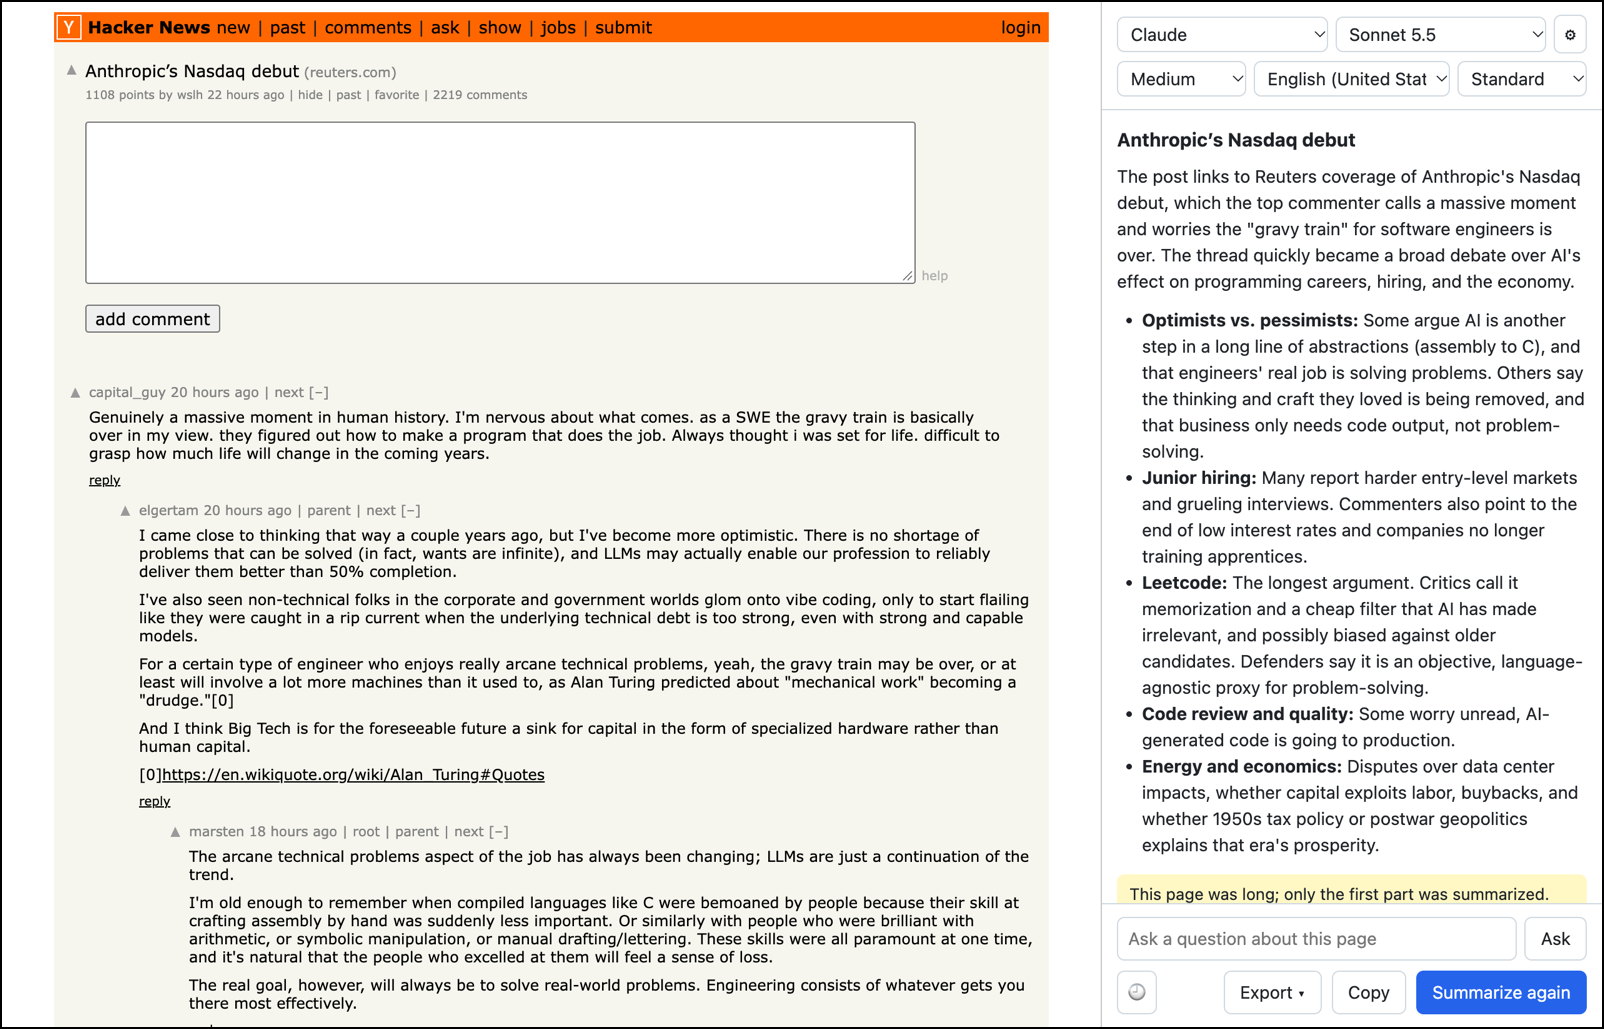 Y Hacker News new | past | comments | ask | show | jobs | submit login
Anthropic’s Nasdaq debut (reuters.com)
1108 points by wslh 22 hours ago | hide | past | favorite | 2219 comments
help
add comment
capital_guy 20 hours ago | next [–]
Genuinely a massive moment in human history. I'm nervous about what comes. as a SWE the gravy train is basically
over in my view. they figured out how to make a program that does the job. Always thought i was set for life. difficult to
grasp how much life will change in the coming years.
reply
elgertam 20 hours ago | parent | next [–]
I came close to thinking that way a couple years ago, but I've become more optimistic. There is no shortage of
problems that can be solved (in fact, wants are infinite), and LLMs may actually enable our profession to reliably
deliver them better than 50% completion.
I've also seen non-technical folks in the corporate and government worlds glom onto vibe coding, only to start flailing
like they were caught in a rip current when the underlying technical debt is too strong, even with strong and capable
models.
For a certain type of engineer who enjoys really arcane technical problems, yeah, the gravy train may be over, or at
least will involve a lot more machines than it used to, as Alan Turing predicted about "mechanical work" becoming a
"drudge."[0]
And I think Big Tech is for the foreseeable future a sink for capital in the form of specialized hardware rather than
human capital.
[0]https://en.wikiquote.org/wiki/Alan_Turing#Quotes
reply
marsten 18 hours ago | root | parent | next [–]
The arcane technical problems aspect of the job has always been changing; LLMs are just a continuation of the
trend.
I'm old enough to remember when compiled languages like C were bemoaned by people because their skill at
crafting assembly by hand was suddenly less important. Or similarly with people who were brilliant with
arithmetic, or symbolic manipulation, or manual drafting/lettering. These skills were all paramount at one time,
and it's natural that the people who excelled at them will feel a sense of loss.
The real goal, however, will always be to solve real-world problems. Engineering consists of whatever gets you
there most effectively.
Claude Sonnet 5.5
Medium English (United Stat Standard
Anthropic’s Nasdaq debut
The post links to Reuters coverage of Anthropic's Nasdaq
debut, which the top commenter calls a massive moment
and worries the "gravy train" for software engineers is
over. The thread quickly became a broad debate over AI's
effect on programming careers, hiring, and the economy.
• Optimists vs. pessimists: Some argue AI is another
step in a long line of abstractions (assembly to C), and
that engineers' real job is solving problems. Others say
the thinking and craft they loved is being removed, and
that business only needs code output, not problem-
solving.
• Junior hiring: Many report harder entry-level markets
and grueling interviews. Commenters also point to the
end of low interest rates and companies no longer
training apprentices.
• Leetcode: The longest argument. Critics call it
memorization and a cheap filter that AI has made
irrelevant, and possibly biased against older
candidates. Defenders say it is an objective, language-
agnostic proxy for problem-solving.
• Code review and quality: Some worry unread, AI-
generated code is going to production.
• Energy and economics: Disputes over data center
impacts, whether capital exploits labor, buybacks, and
whether 1950s tax policy or postwar geopolitics
explains that era's prosperity.
This page was long; only the first part was summarized.
Ask a question about this page Ask
Export Copy Summarize again